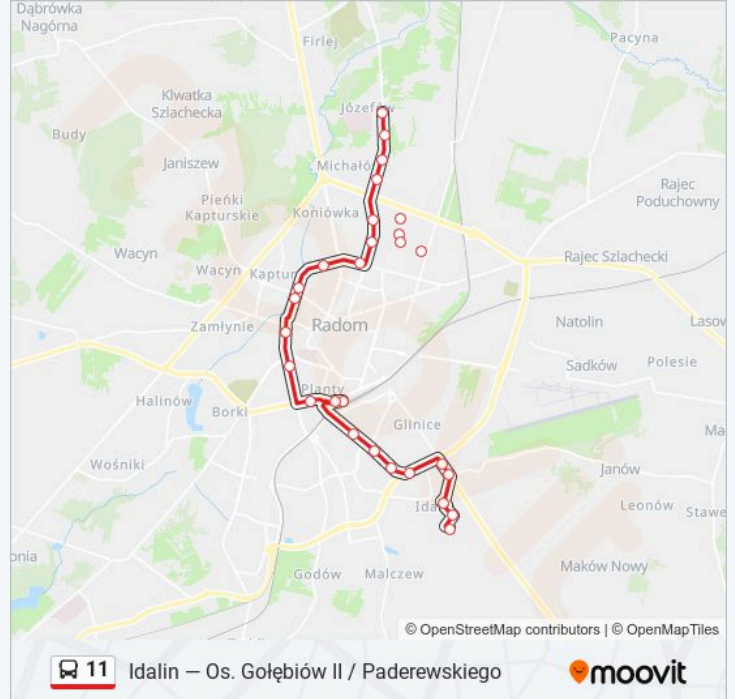 Dąbrówka
Nagórna
Firlej
Pacyna
Klwatka
Szlachecka
Józefów
Budy
Janiszew
Michałó
Pieńki
Kapturskie
Koniówka
Rajec
Poduchowny
Wacyn
Wacyn
Kaptur
Rajec Szlachecki
Zamłynie
Radom
Natolin
Lasow
Sadków
Polesie
Planty
Halinów
Borki
Glinice
Ma
Wośniki
Janów
Ida
Leonów
Stawe
onia
Godów
Malczew
Maków Nowy
© OpenStreetMap contributors | © OpenMapTiles
11 Idalin — Os. Gołębiów II / Paderewskiego
moovit